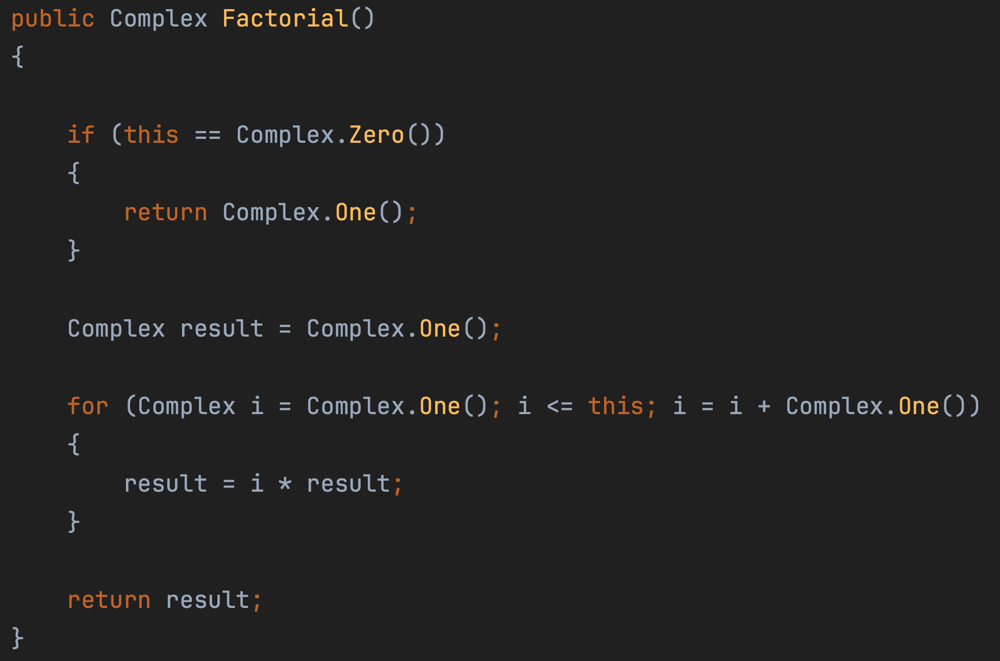 public Complex Factorial()
{
if (this == Complex.Zero())
{
return Complex.One();
}
Complex result = Complex.One();
for (Complex i = Complex.One(); i <= this; i = i + Complex.One())
{
result = i * result;
}
return result;
}